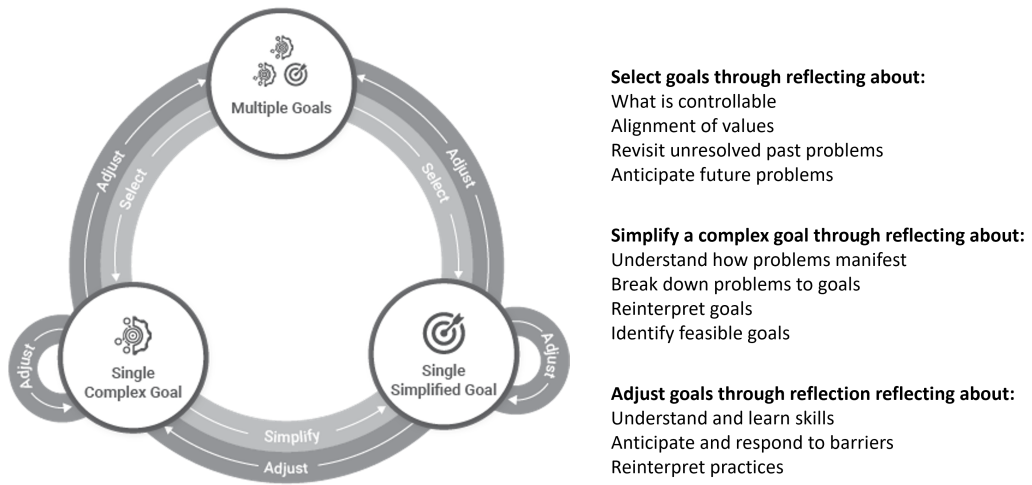 Multiple Goals
Adjust
Select
Select
Adjust
Adjust
Single
Complex Goal
Single
Simplified Goal
Adjust
Simplify
Adjust
Select goals through reflecting about:
What is controllable
Alignment of values
Revisit unresolved past problems
Anticipate future problems
Simplify a complex goal through reflecting about:
Understand how problems manifest
Break down problems to goals
Reinterpret goals
Identify feasible goals
Adjust goals through reflection reflecting about:
Understand and learn skills
Anticipate and respond to barriers
Reinterpret practices